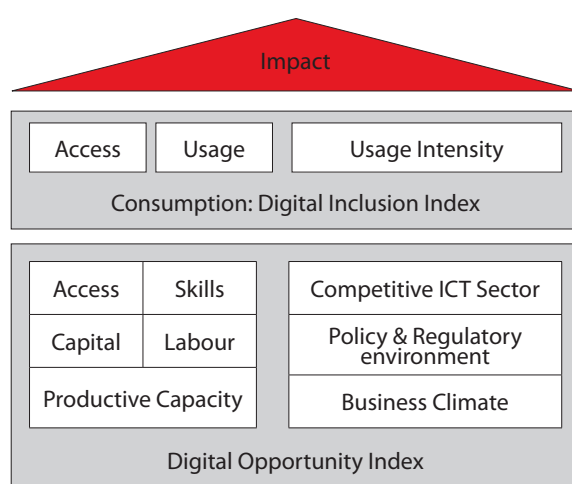 Impact
Access
Usage
Usage Intensity
Consumption: Digital Inclusion Index
Access
Skills
Capital
Labour
Productive Capacity
Competitive ICT Sector
Policy & Regulatory
environment
Business Climate
Digital Opportunity Index